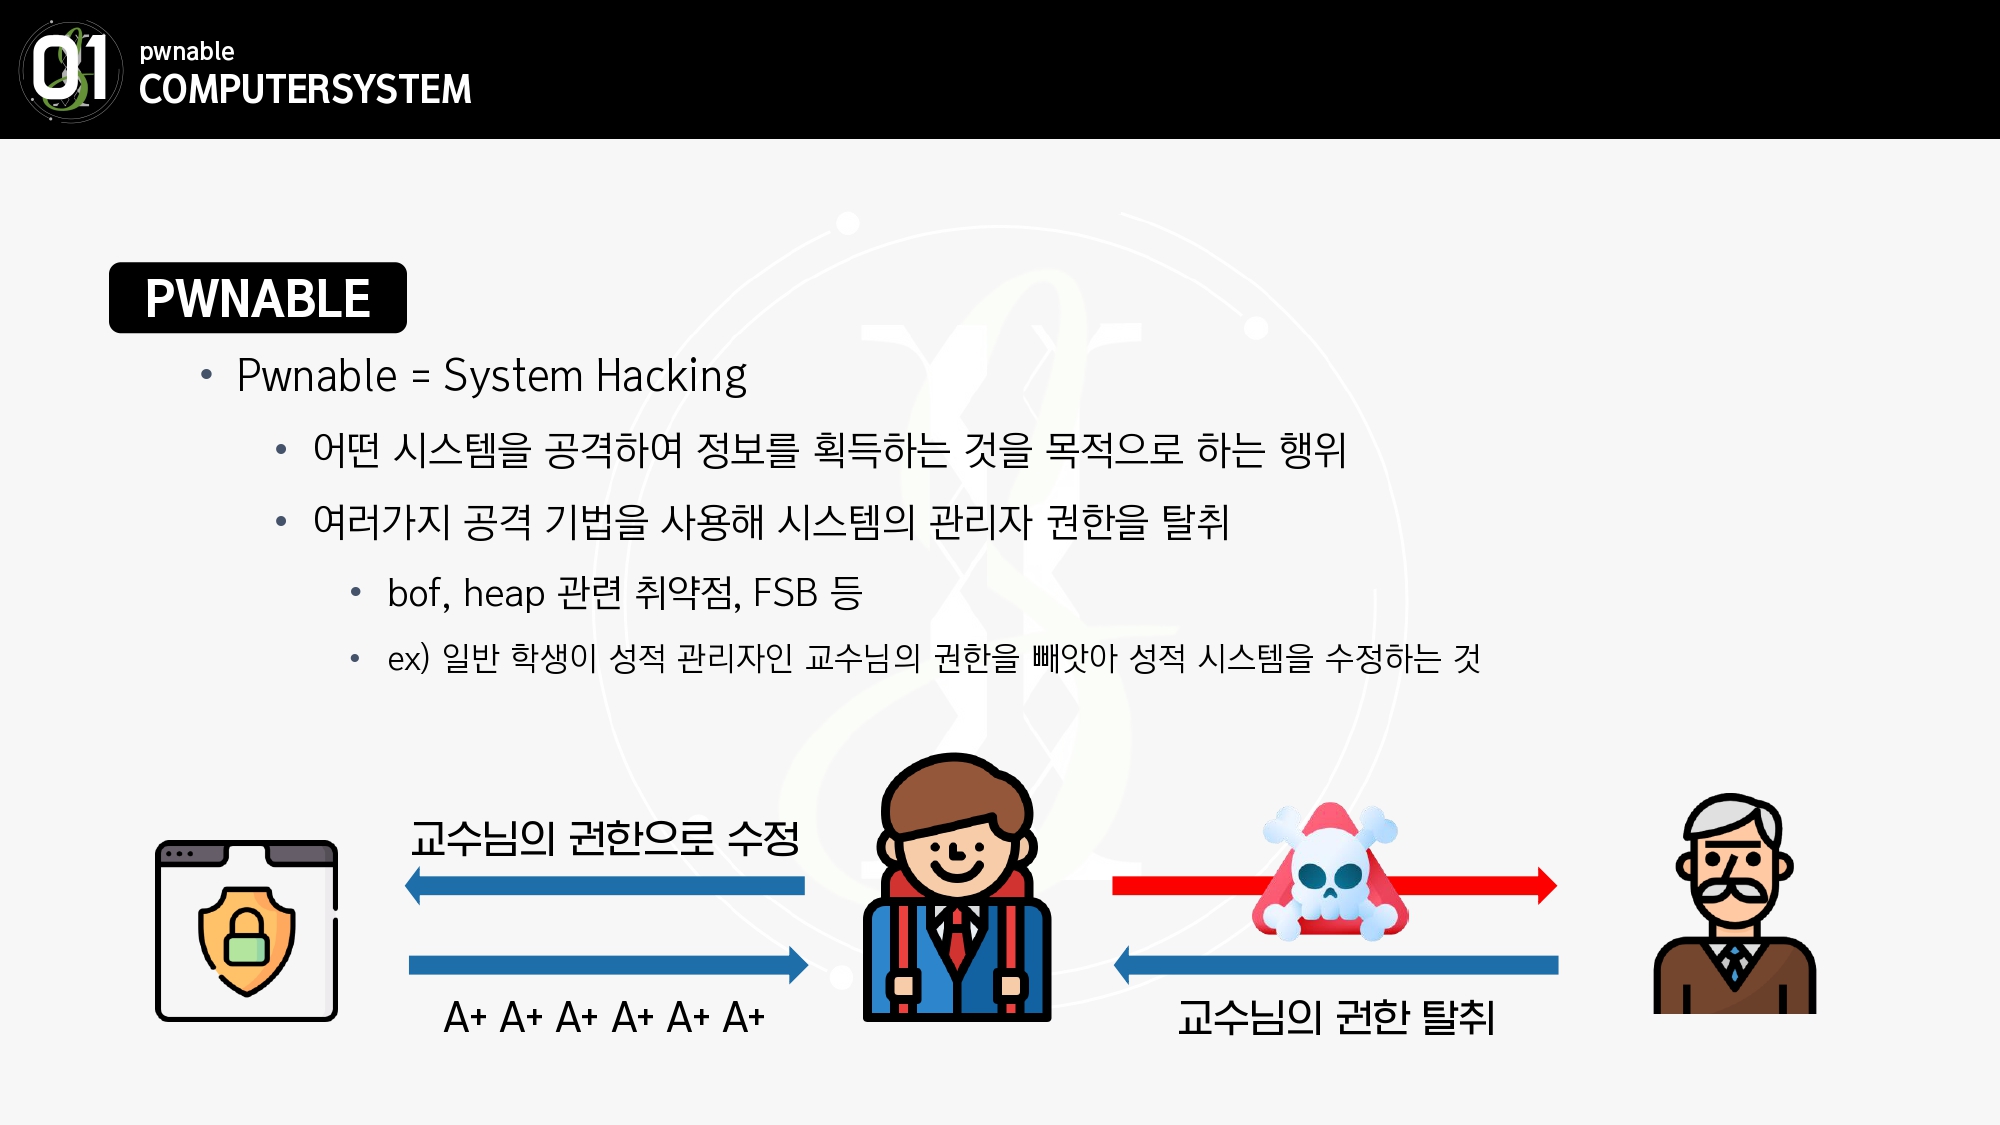 01
pwnable
COMPUTERSYSTEM
PWNABLE
• Pwnable = System Hacking
• 어떤 시스템을 공격하여 정보를 획득하는 것을 목적으로 하는 행위
• 여러가지 공격 기법을 사용해 시스템의 관리자 권한을 탈취
• bof, heap 관련 취약점, FSB 등
• ex) 일반 학생이 성적 관리자인 교수님의 권한을 빼앗아 성적 시스템을 수정하는 것
교수님의 권한으로 수정
A+ A+ A+ A+ A+ A+
교수님의 권한 탈취